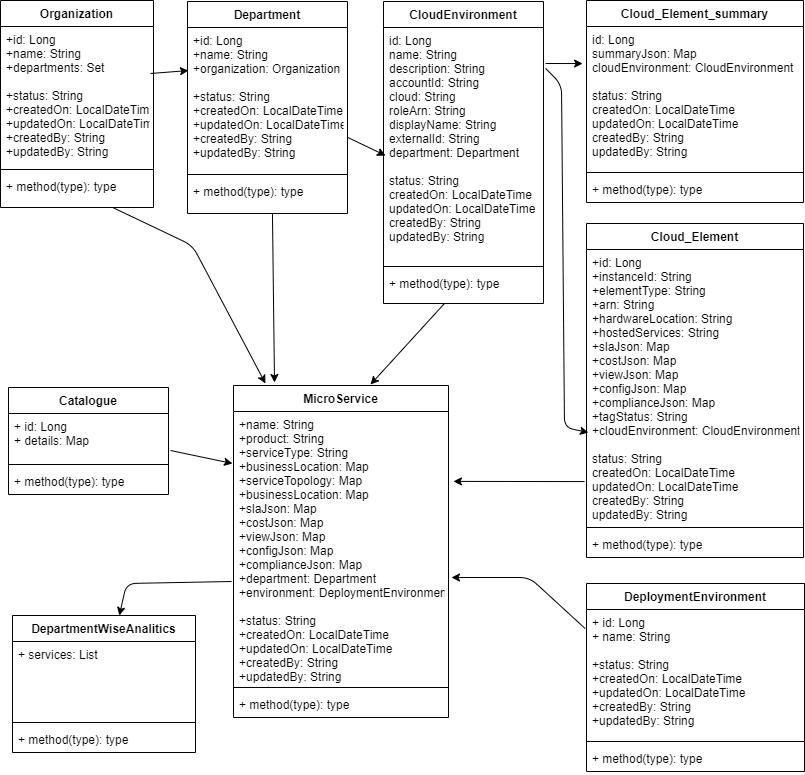 Organization
+id: Long
+name: String
+departments: Set
+status: String
+createdOn: LocalDateTim
+updatedOn: LocalDateTim
+createdBy: String
+updatedBy: String
+ method(type): type
Department
+id: Long
+name: String
+organization: Organization
+status: String
+createdOn: LocalDateTime
+updatedOn: LocalDateTime
+createdBy: String
+updatedBy: String
+ method(type): type
CloudEnvironment
id: Long
name: String
description: String
accountId: String
cloud: String
roleArn: String
displayName: String
externalId: String
department: Department
status: String
createdOn: LocalDateTime
updatedOn: LocalDateTime
createdBy: String
updatedBy: String
+ method(type): type
Cloud_Element_summary
id: Long
summaryJson: Map
cloudEnvironment: CloudEnvironment
status: String
createdOn: LocalDateTime
updatedOn: LocalDateTime
createdBy: String
updatedBy: String
+ method(type): type
Cloud_Element
+id: Long
+instanceId: String
+elementType: String
+arn: String
+hardwareLocation: String
+hostedServices: String
+slaJson: Map
+costJson: Map
+viewJson: Map
+configJson: Map
+complianceJson: Map
+tagStatus: String
+cloudEnvironment: CloudEnvironment
status: String
createdOn: LocalDateTime
updatedOn: LocalDateTime
createdBy: String
updatedBy: String
+ method(type): type
Catalogue
+ id: Long
+ details: Map
+ method(type): type
MicroService
+name: String
+product: String
+serviceType: String
+businessLocation: Map
+serviceTopology: Map
+businessLocation: Map
+slaJson: Map
+costJson: Map
+viewJson: Map
+configJson: Map
+complianceJson: Map
+department: Department
+environment: DeploymentEnvironmen
+status: String
+createdOn: LocalDateTime
+updatedOn: LocalDateTime
+createdBy: String
+updatedBy: String
+ method(type): type
DepartmentWiseAnalitics
+ services: List
+ method(type): type
DeploymentEnvironment
+ id: Long
+ name: String
+status: String
+createdOn: LocalDateTime
+updatedOn: LocalDateTime
+createdBy: String
+updatedBy: String
+ method(type): type